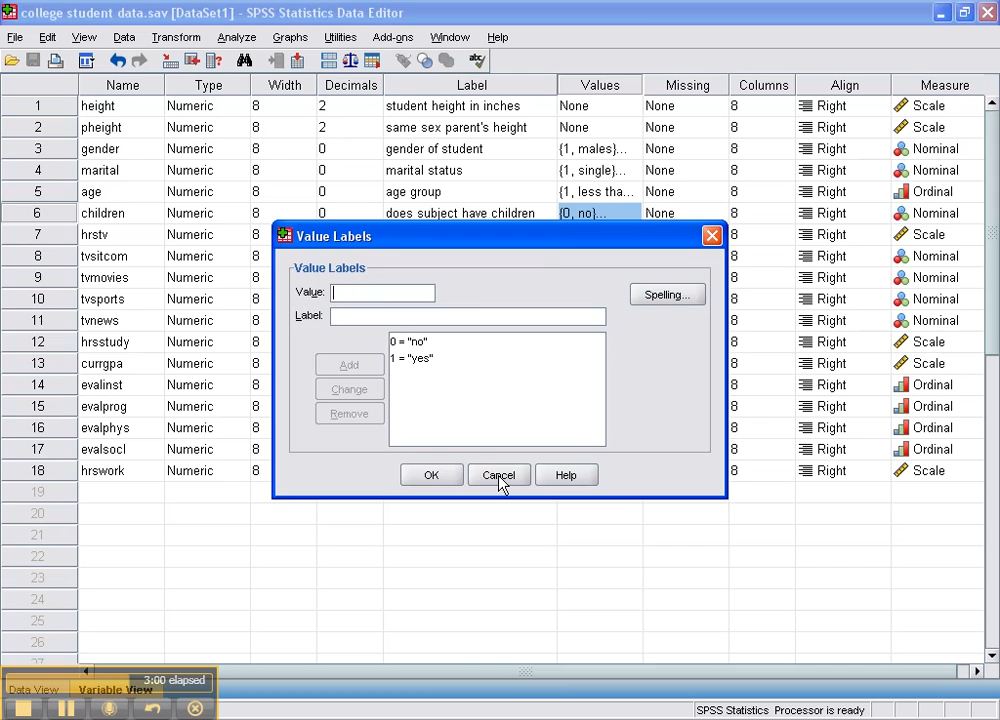 college student data.sav [DataSet1] - SPSS Statistics Data Editor
File Edit View Data Transform Analyze Graphs Utilities Add-ons Window Help
Name Type Width Decimals Label Values Missing Columns Align Measure
1 height Numeric 8 2 student height in inches None None 8 Right Scale
2 pheight Numeric 8 2 same sex parent's height None None 8 Right Scale
3 gender Numeric 8 0 gender of student {1, males}... None 8 Right Nominal
4 marital Numeric 8 0 marital status {1, single}... None 8 Right Nominal
5 age Numeric 8 0 age group {1, less tha... None 8 Right Ordinal
6 children Numeric 8 0 does subject have children {0, no}... None 8 Right Nominal
7 hrstv Numeric 8 8 Right Scale
8 tvsitcom Numeric 8 8 Right Nominal
9 tvmovies Numeric 8 8 Right Nominal
10 tvsports Numeric 8 8 Right Nominal
11 tvnews Numeric 8 8 Right Nominal
12 hrsstudy Numeric 8 8 Right Scale
13 currgpa Numeric 8 8 Right Scale
14 evalinst Numeric 8 8 Right Ordinal
15 evalprog Numeric 8 8 Right Ordinal
16 evalphys Numeric 8 8 Right Ordinal
17 evalsocl Numeric 8 8 Right Ordinal
18 hrswork Numeric 8 8 Right Scale
19
20
21
22
23
24
25
26
27
Value Labels
Value Labels
Value:
Spelling...
Label:
0 = "no"
1 = "yes"
Add
Change
Remove
OK Cancel Help
3:00 elapsed
Data View Variable View
SPSS Statistics Processor is ready